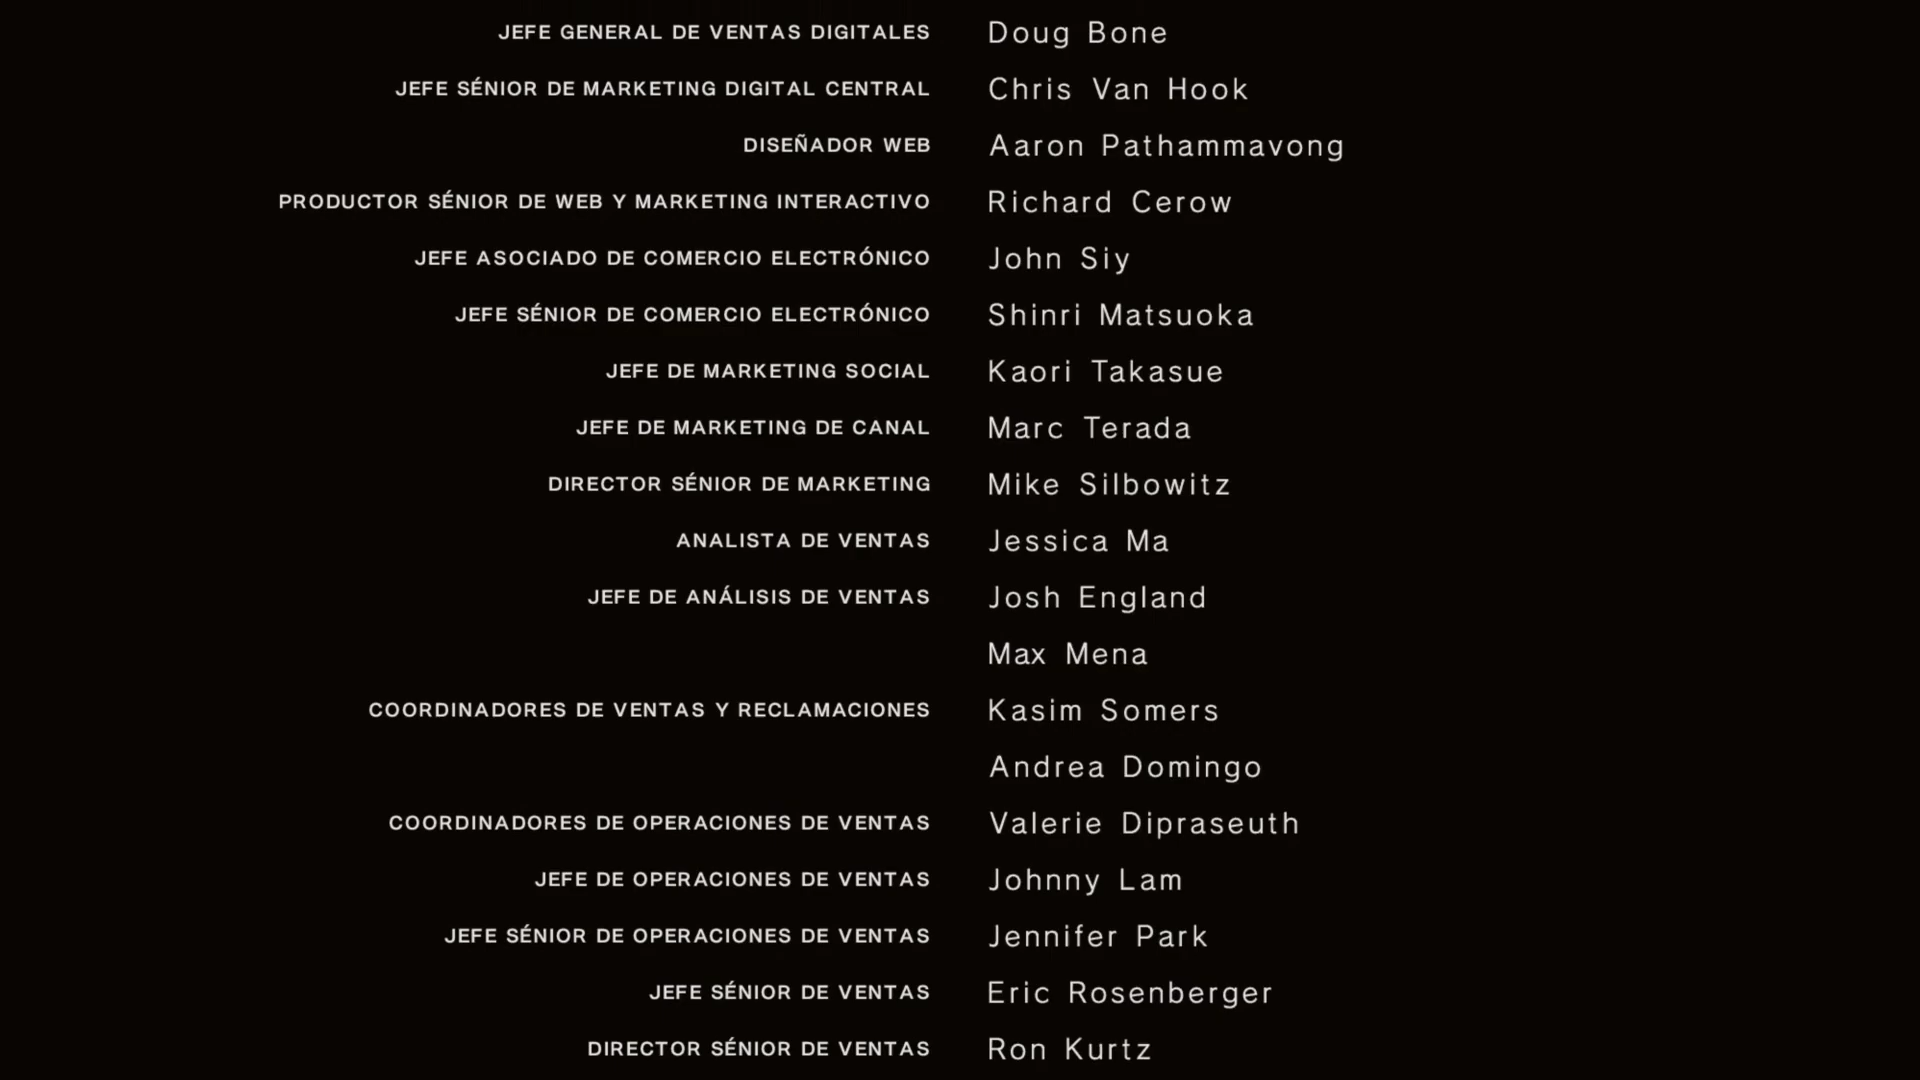 JEFE GENERAL DE VENTAS DIGITALES Doug Bone
JEFE SÉNIOR DE MARKETING DIGITAL CENTRAL Chris Van Hook
DISEÑADOR WEB Aaron Pathammavong
PRODUCTOR SÉNIOR DE WEB Y MARKETING INTERACTIVO Richard Cerow
JEFE ASOCIADO DE COMERCIO ELECTRÓNICO John Siy
JEFE SÉNIOR DE COMERCIO ELECTRÓNICO Shinri Matsuoka
JEFE DE MARKETING SOCIAL Kaori Takasue
JEFE DE MARKETING DE CANAL Marc Terada
DIRECTOR SÉNIOR DE MARKETING Mike Silbowitz
ANALISTA DE VENTAS Jessica Ma
JEFE DE ANÁLISIS DE VENTAS Josh England
Max Mena
COORDINADORES DE VENTAS Y RECLAMACIONES Kasim Somers
Andrea Domingo
COORDINADORES DE OPERACIONES DE VENTAS Valerie Dipraseuth
JEFE DE OPERACIONES DE VENTAS Johnny Lam
JEFE SÉNIOR DE OPERACIONES DE VENTAS Jennifer Park
JEFE SÉNIOR DE VENTAS Eric Rosenberger
DIRECTOR SÉNIOR DE VENTAS Ron Kurtz